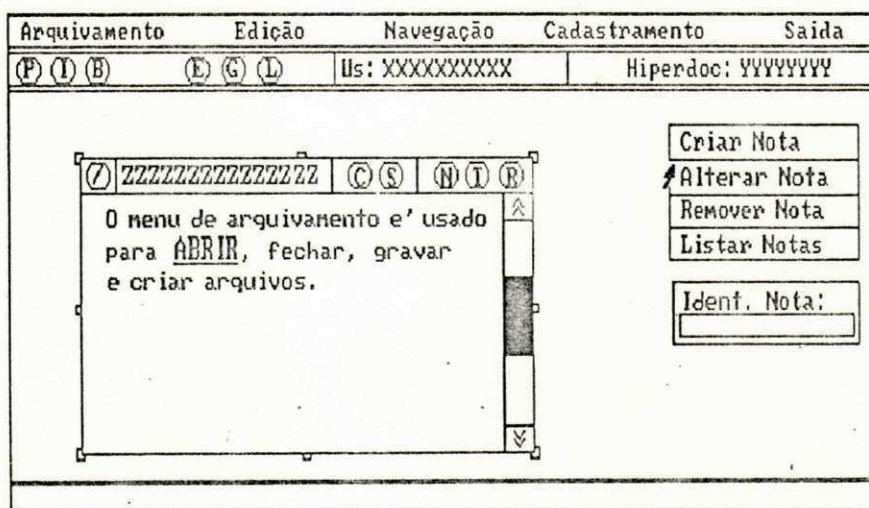 Arquivamento Edição Navegação Cadastramento Saida
P I B E G L Us: XXXXXXXXXX Hiperdoc: YYYYYYYY
Criar Nota
Alterar Nota
Remover Nota
Listar Notas
Ident. Nota:
/ ZZZZZZZZZZZZZZZ C S N I R
O menu de arquivamento e' usado
para ABRIR, fechar, gravar
e criar arquivos.